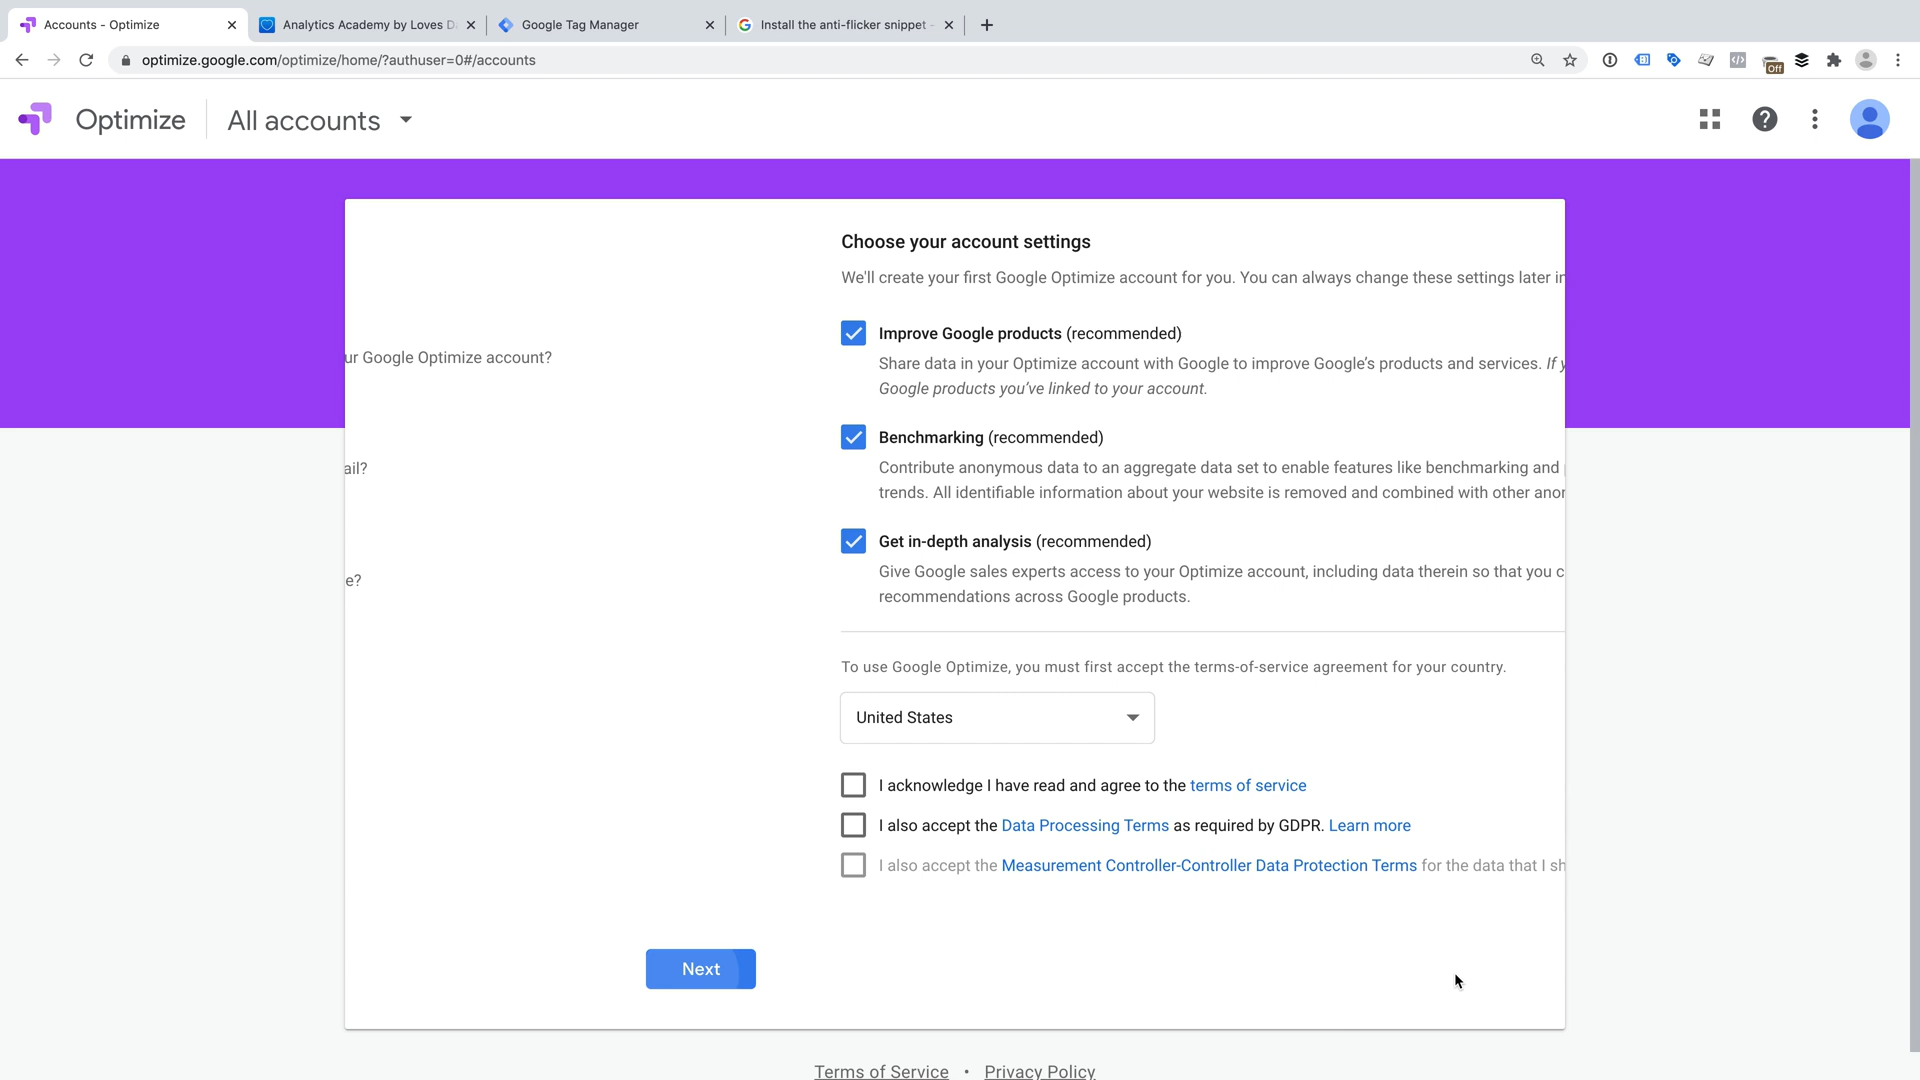 Accounts - Optimize
Analytics Academy by Loves D
Google Tag Manager
Install the anti-flicker snippet -
optimize.google.com/optimize/home/?authuser=0#/accounts
Off
Optimize
All accounts
Choose your account settings
We'll create your first Google Optimize account for you. You can always change these settings later in
Improve Google products (recommended)
ur Google Optimize account?
Share data in your Optimize account with Google to improve Google's products and services. If y
Google products you've linked to your account.
Benchmarking (recommended)
ail?
Contribute anonymous data to an aggregate data set to enable features like benchmarking and
trends. All identifiable information about your website is removed and combined with other anor
Get in-depth analysis (recommended)
e?
Give Google sales experts access to your Optimize account, including data therein so that you c
recommendations across Google products.
To use Google Optimize, you must first accept the terms-of-service agreement for your country.
United States
I acknowledge I have read and agree to the terms of service
I also accept the Data Processing Terms as required by GDPR. Learn more
I also accept the Measurement Controller-Controller Data Protection Terms for the data that I sh
Next
Terms of Service • Privacy Policy